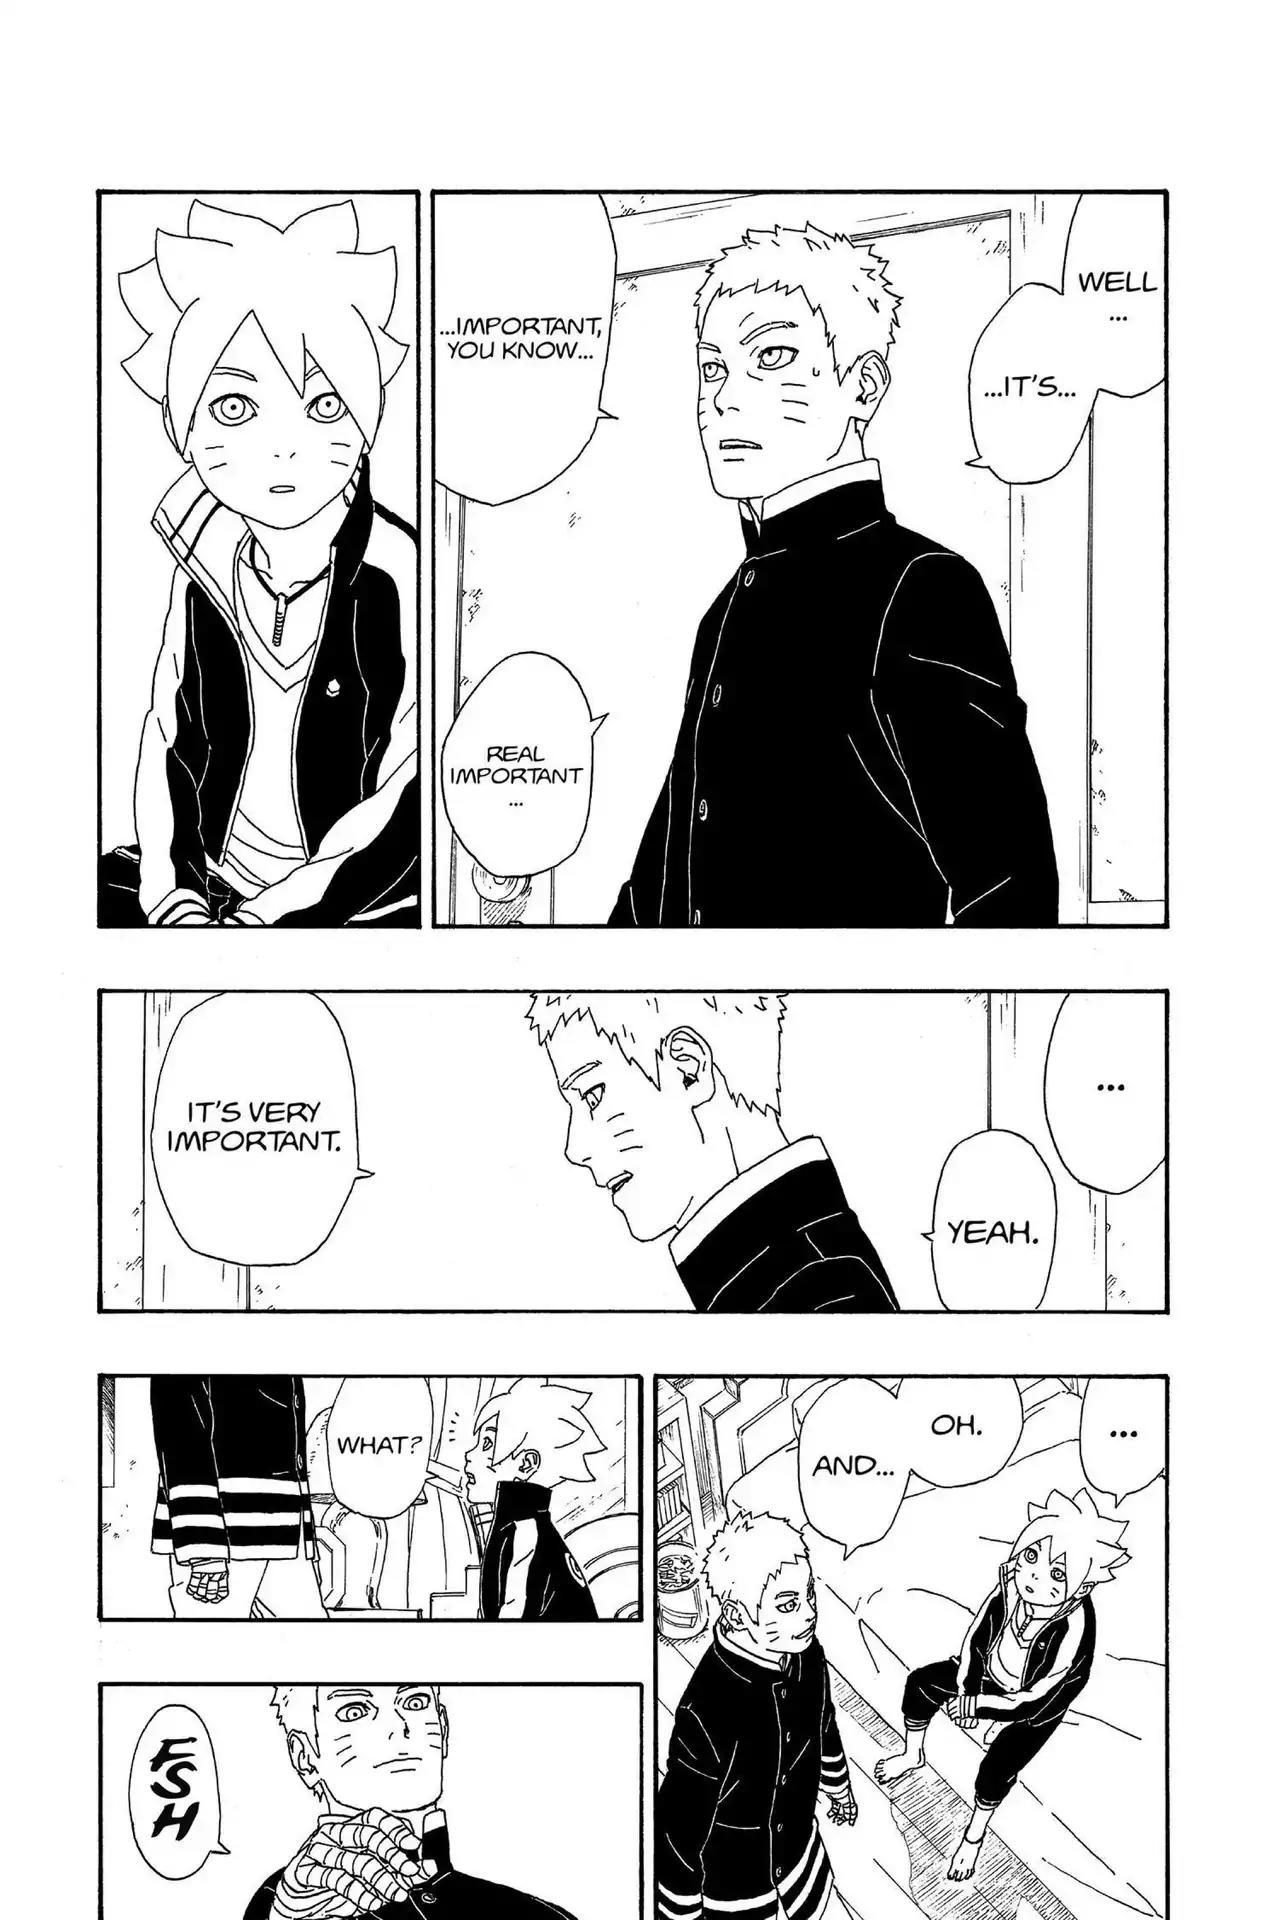 WELL
...
...IT'S...
...IMPORTANT,
YOU KNOW...
REAL
IMPORTANT
...
...
YEAH.
IT'S VERY
IMPORTANT.
...
OH.
AND...
WHAT?
FSH